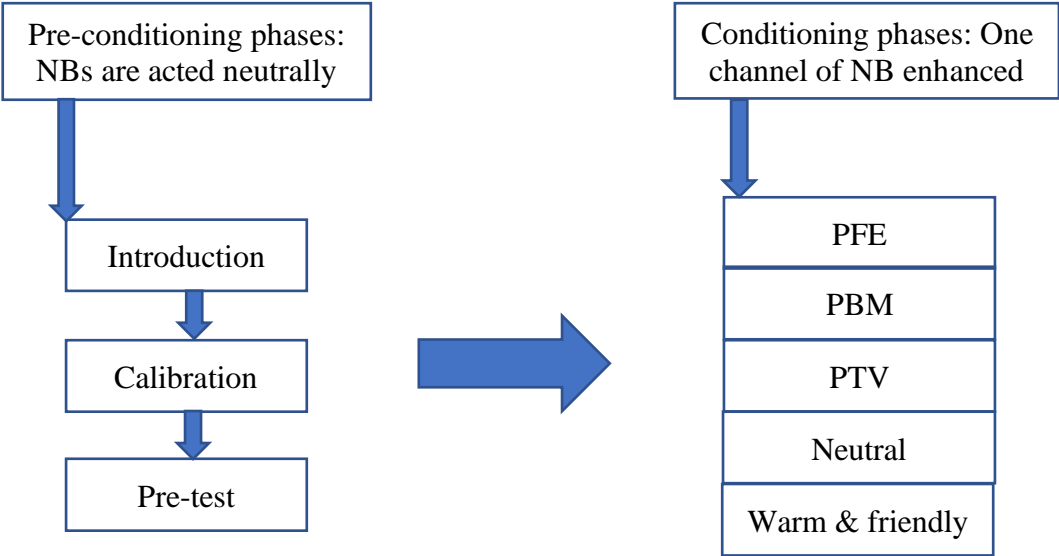 Pre-conditioning phases:
NBs are acted neutrally
Introduction
Calibration
Pre-test
Conditioning phases: One
channel of NB enhanced
PFE
PBM
PTV
Neutral
Warm & friendly